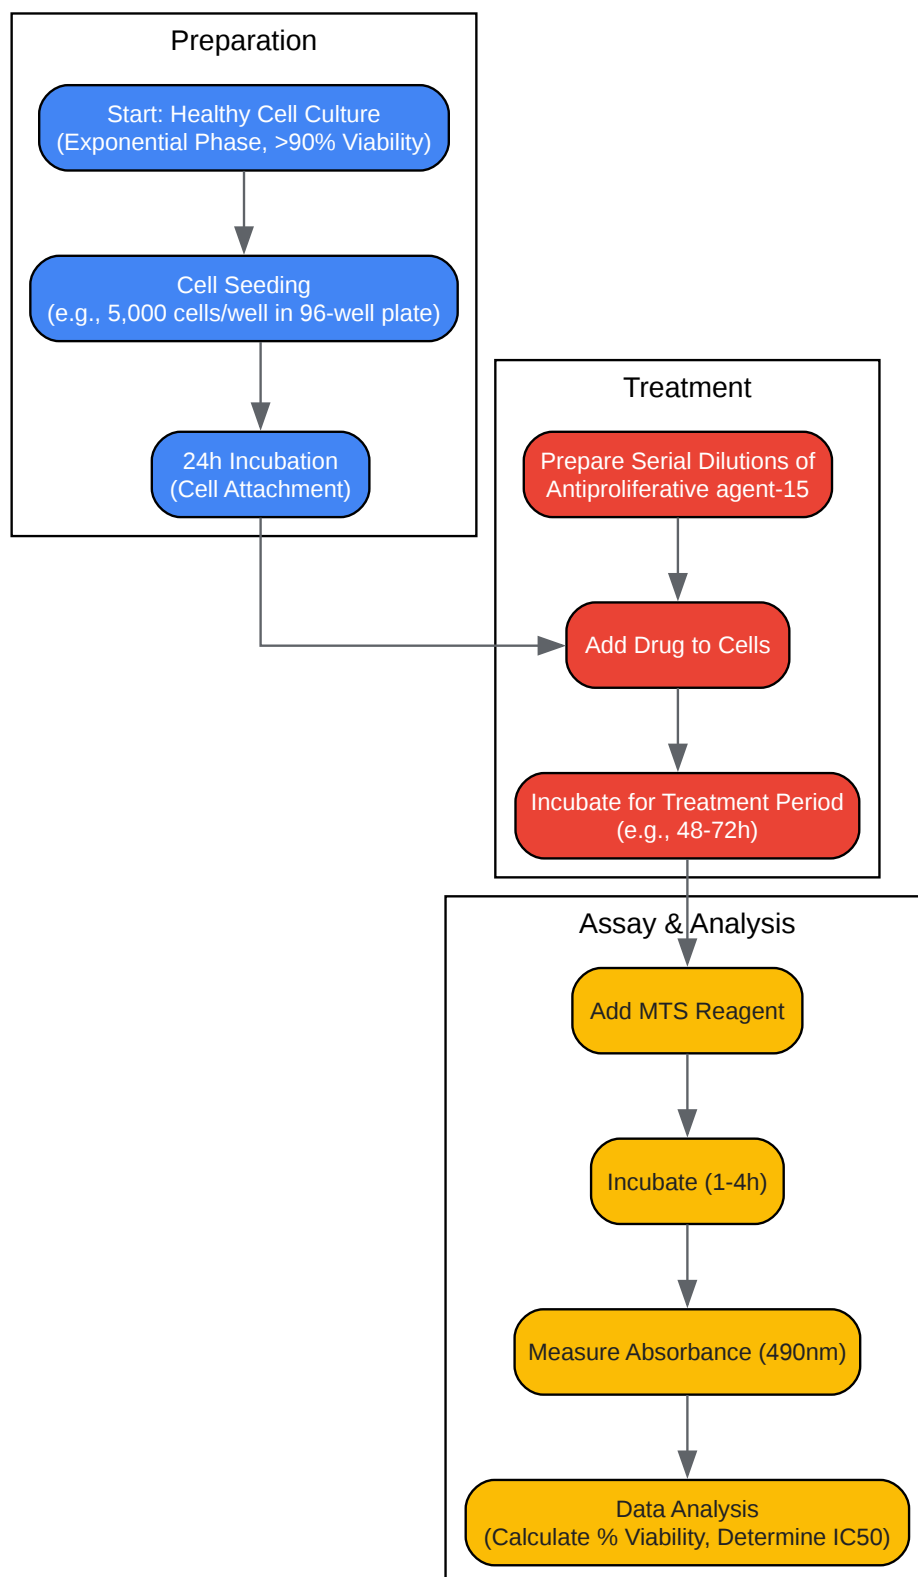 Preparation
Start: Healthy Cell Culture
(Exponential Phase, >90% Viability)
Cell Seeding
(e.g., 5,000 cells/well in 96-well plate)
24h Incubation
(Cell Attachment)
Treatment
Prepare Serial Dilutions of
Antiproliferative agent-15
Add Drug to Cells
Incubate for Treatment Period
(e.g., 48-72h)
Assay & Analysis
Add MTS Reagent
Incubate (1-4h)
Measure Absorbance (490nm)
Data Analysis
(Calculate % Viability, Determine IC50)